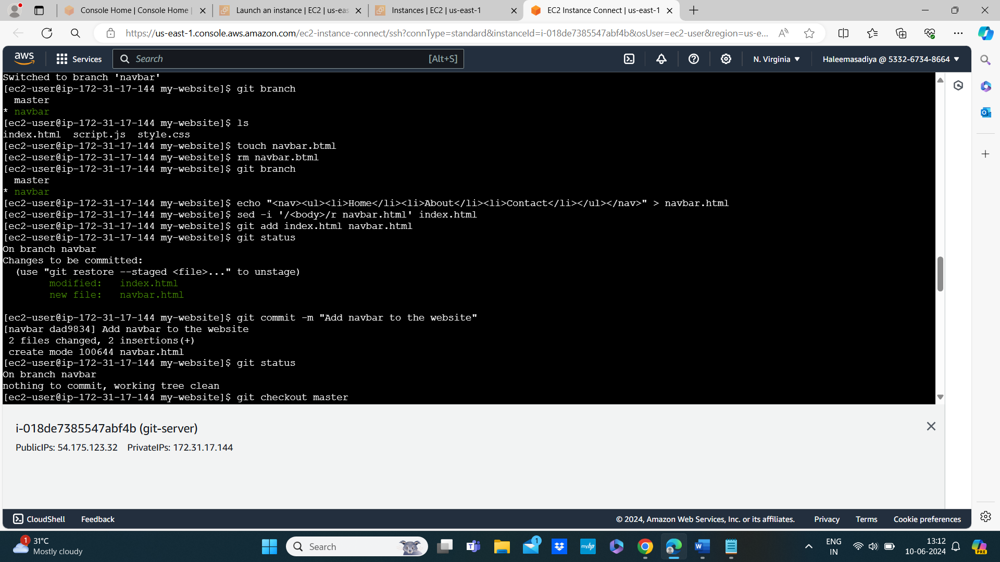 Console Home | Console Home |
Launch an instance | EC2 | us-eas
Instances | EC2 | us-east-1
EC2 Instance Connect | us-east-1
https://us-east-1.console.aws.amazon.com/ec2-instance-connect/ssh?connType=standard&instanceId=i-018de7385547abf4b&osUser=ec2-user&region=us-e...
aws
Services
Search
[Alt+S]
N. Virginia
Haleemasadiya @ 5332-6734-8664
Switched to branch 'navbar'
[ec2-user@ip-172-31-17-144 my-website]$ git branch
  master
* navbar
[ec2-user@ip-172-31-17-144 my-website]$ ls
index.html  script.js  style.css
[ec2-user@ip-172-31-17-144 my-website]$ touch navbar.btml
[ec2-user@ip-172-31-17-144 my-website]$ rm navbar.btml
[ec2-user@ip-172-31-17-144 my-website]$ git branch
  master
* navbar
[ec2-user@ip-172-31-17-144 my-website]$ echo "<nav><ul><li>Home</li><li>About</li><li>Contact</li></ul></nav>" > navbar.html
[ec2-user@ip-172-31-17-144 my-website]$ sed -i '/<body>/r navbar.html' index.html
[ec2-user@ip-172-31-17-144 my-website]$ git add index.html navbar.html
[ec2-user@ip-172-31-17-144 my-website]$ git status
On branch navbar
Changes to be committed:
  (use "git restore --staged <file>..." to unstage)
        modified:   index.html
        new file:   navbar.html
[ec2-user@ip-172-31-17-144 my-website]$ git commit -m "Add navbar to the website"
[navbar dad9834] Add navbar to the website
 2 files changed, 2 insertions(+)
 create mode 100644 navbar.html
[ec2-user@ip-172-31-17-144 my-website]$ git status
On branch navbar
nothing to commit, working tree clean
[ec2-user@ip-172-31-17-144 my-website]$ git checkout master
i-018de7385547abf4b (git-server)
PublicIPs: 54.175.123.32    PrivateIPs: 172.31.17.144
CloudShell
Feedback
© 2024, Amazon Web Services, Inc. or its affiliates.
Privacy
Terms
Cookie preferences
1
31°C
Mostly cloudy
Search
1
myhp
ENG
IN
13:12
10-06-2024
PRE